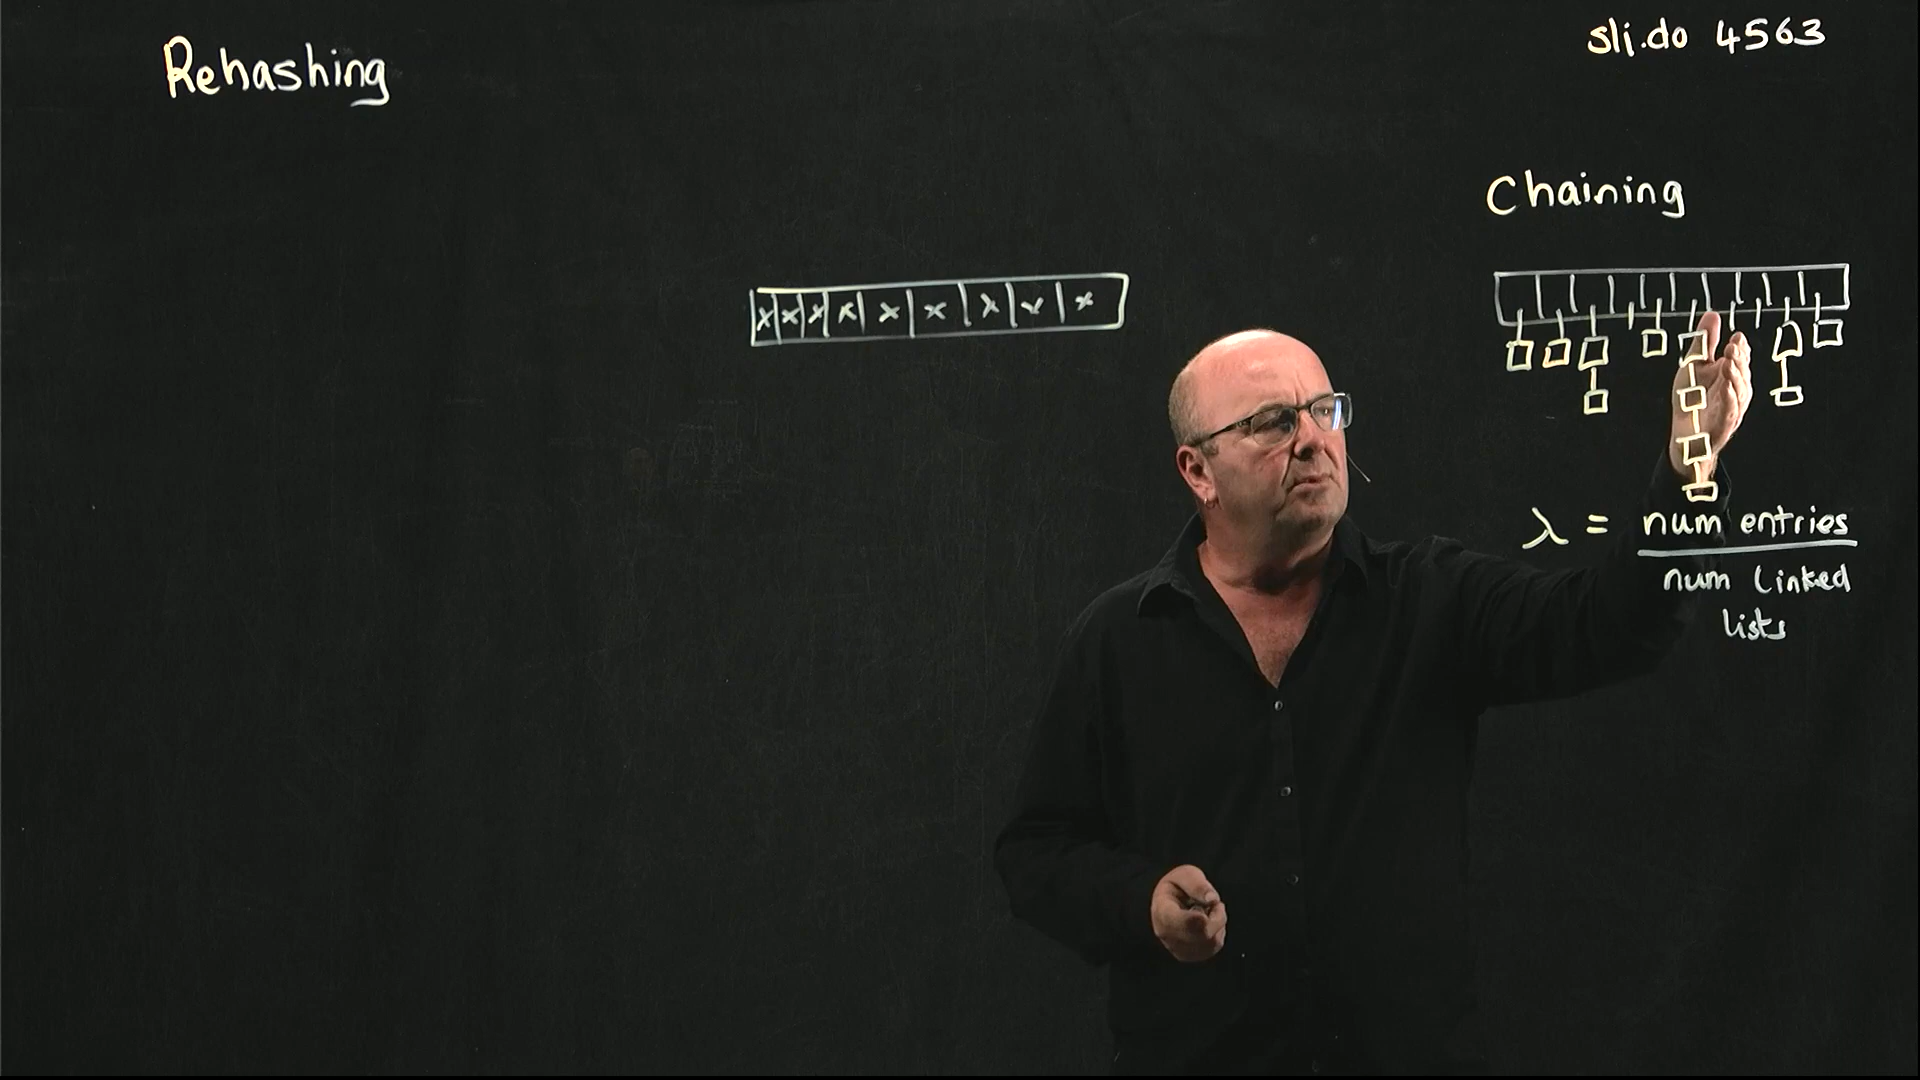 Rehashing
sli.do 4563
Chaining
x x x x x x x x x
λ = num entries
num linked
lists